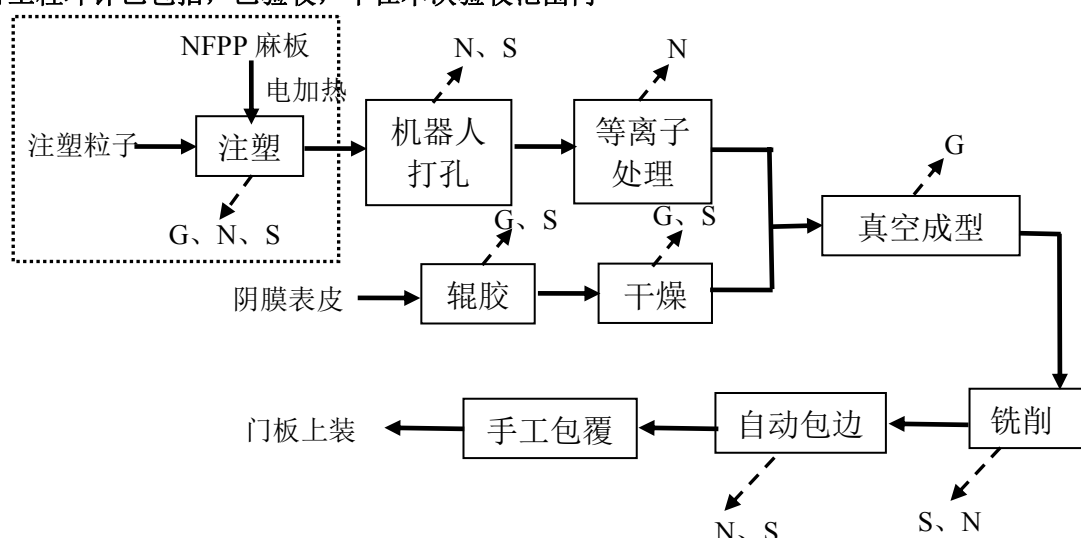 NFPP 麻板
电加热
注塑粒子
注塑
G、N、S
N、S
机器人
打孔
N
等离子
处理
G
真空成型
G、S
G、S
阴膜表皮
辊胶
干燥
门板上装
手工包覆
自动包边
铣削
N、S
S、N